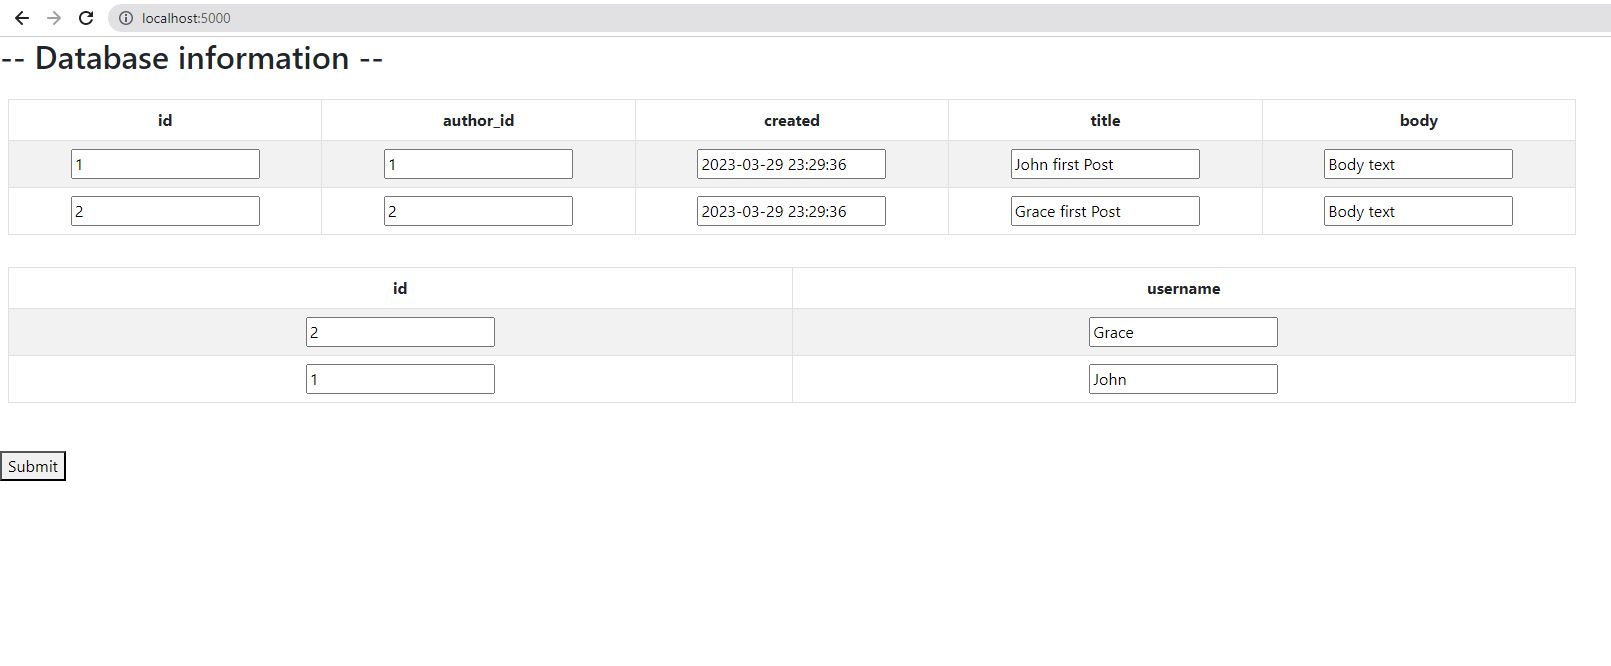 localhost:5000
-- Database information --
id author_id created title body
1 1 2023-03-29 23:29:36 John first Post Body text
2 2 2023-03-29 23:29:36 Grace first Post Body text
id username
2 Grace
1 John
Submit